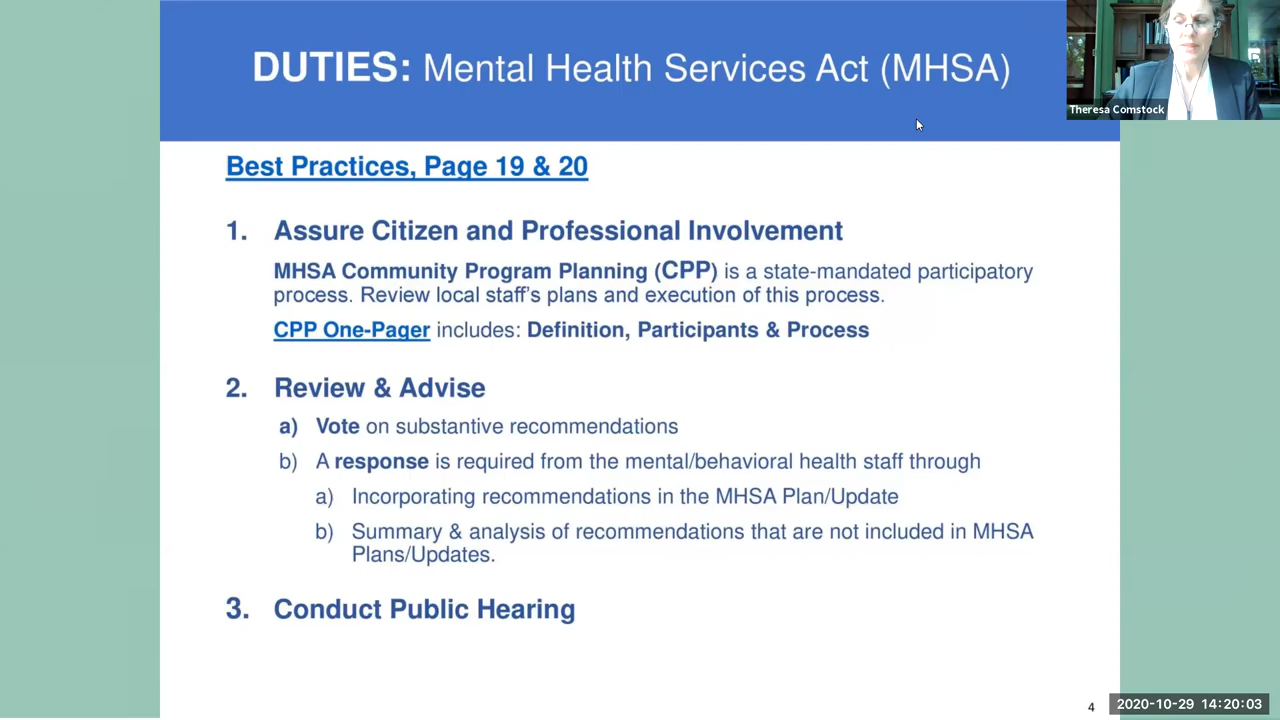 DUTIES: Mental Health Services Act (MHSA)
Theresa Comstock
Best Practices, Page 19 & 20
1. Assure Citizen and Professional Involvement
MHSA Community Program Planning (CPP) is a state-mandated participatory
process. Review local staff's plans and execution of this process.
CPP One-Pager includes: Definition, Participants & Process
2. Review & Advise
a) Vote on substantive recommendations
b) A response is required from the mental/behavioral health staff through
a) Incorporating recommendations in the MHSA Plan/Update
b) Summary & analysis of recommendations that are not included in MHSA
Plans/Updates.
3. Conduct Public Hearing
4
2020-10-29 14:20:03